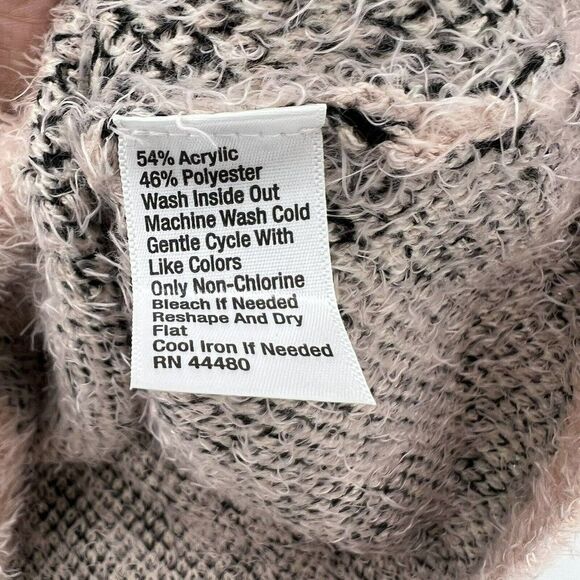 54% Acrylic
46% Polyester
Wash Inside Out
Machine Wash Cold
Gentle Cycle With
Like Colors
Only Non-Chlorine
Bleach If Needed
Reshape And Dry
Flat
Cool Iron If Needed
RN 44480